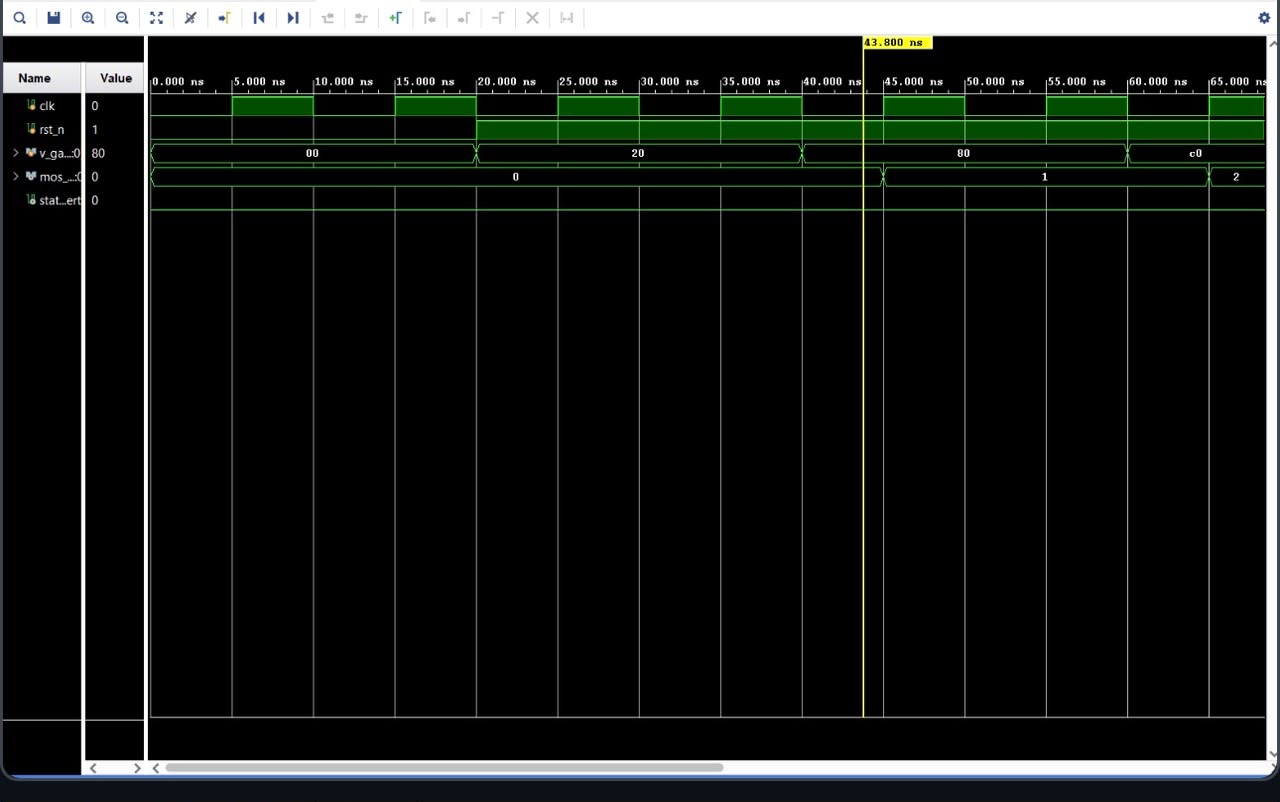 43.800 ns
Name Value
0.000 ns 5.000 ns 10.000 ns 15.000 ns 20.000 ns 25.000 ns 30.000 ns 35.000 ns 40.000 ns 45.000 ns 50.000 ns 55.000 ns 60.000 ns 65.000 n
clk 0
rst_n 1
v_ga...:0 80 00 20 80 c0
mos_...:0 0 0 1 2
stat...ert 0